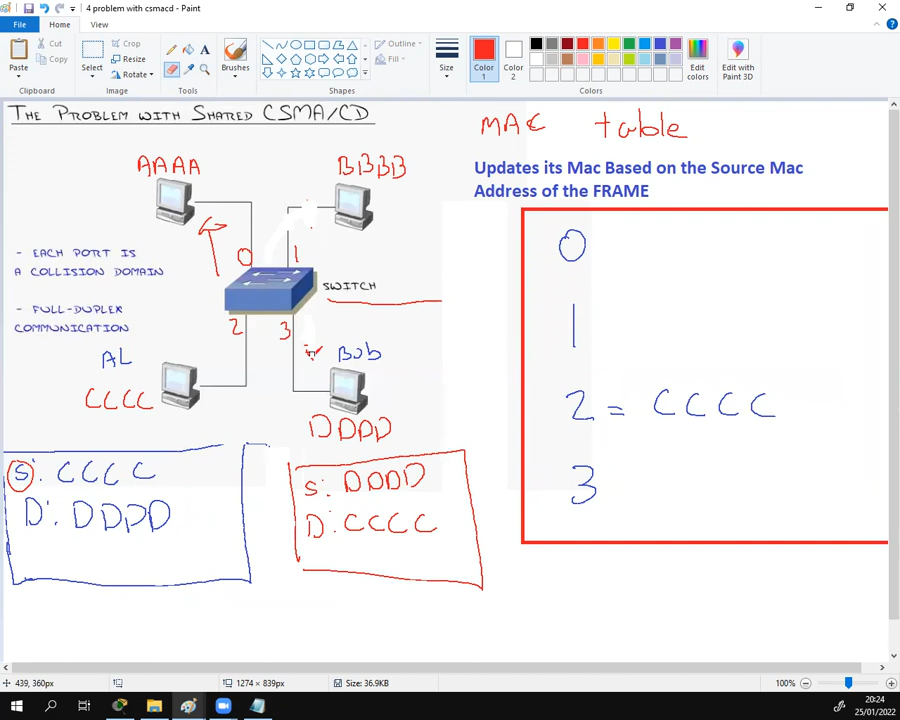 4 problem with csmacd - Paint
File Home View
Paste
Cut
Copy
Clipboard
Select
Crop
Resize
Rotate
Image
A
Tools
Brushes
Outline
Fill
Shapes
Size
Color 1
Color 2
Edit colors
Colors
Edit with Paint 3D
THE PROBLEM WITH SHARED CSMA/CD
MAC table
Updates its Mac Based on the Source Mac
Address of the FRAME
AAAA
BBBB
- EACH PORT IS
A COLLISION DOMAIN
- FULL-DUPLEX
COMMUNICATION
0 1
SWITCH
2 3
AL
CCCC
Bob
DDDD
S: CCCC
D: DDDD
S: DDDD
D: CCCC
0
1
2 = CCCC
3
439, 360px
1274 × 839px
Size: 36.9KB
100%
20:24
25/01/2022